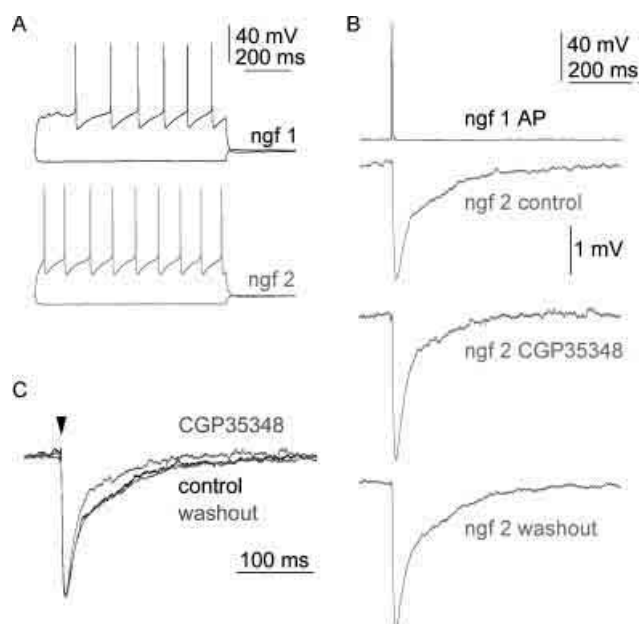 A
40 mV
200 ms
ngf 1
ngf 2
B
40 mV
200 ms
ngf 1 AP
ngf 2 control
1 mV
ngf 2 CGP35348
ngf 2 washout
C
CGP35348
control
washout
100 ms